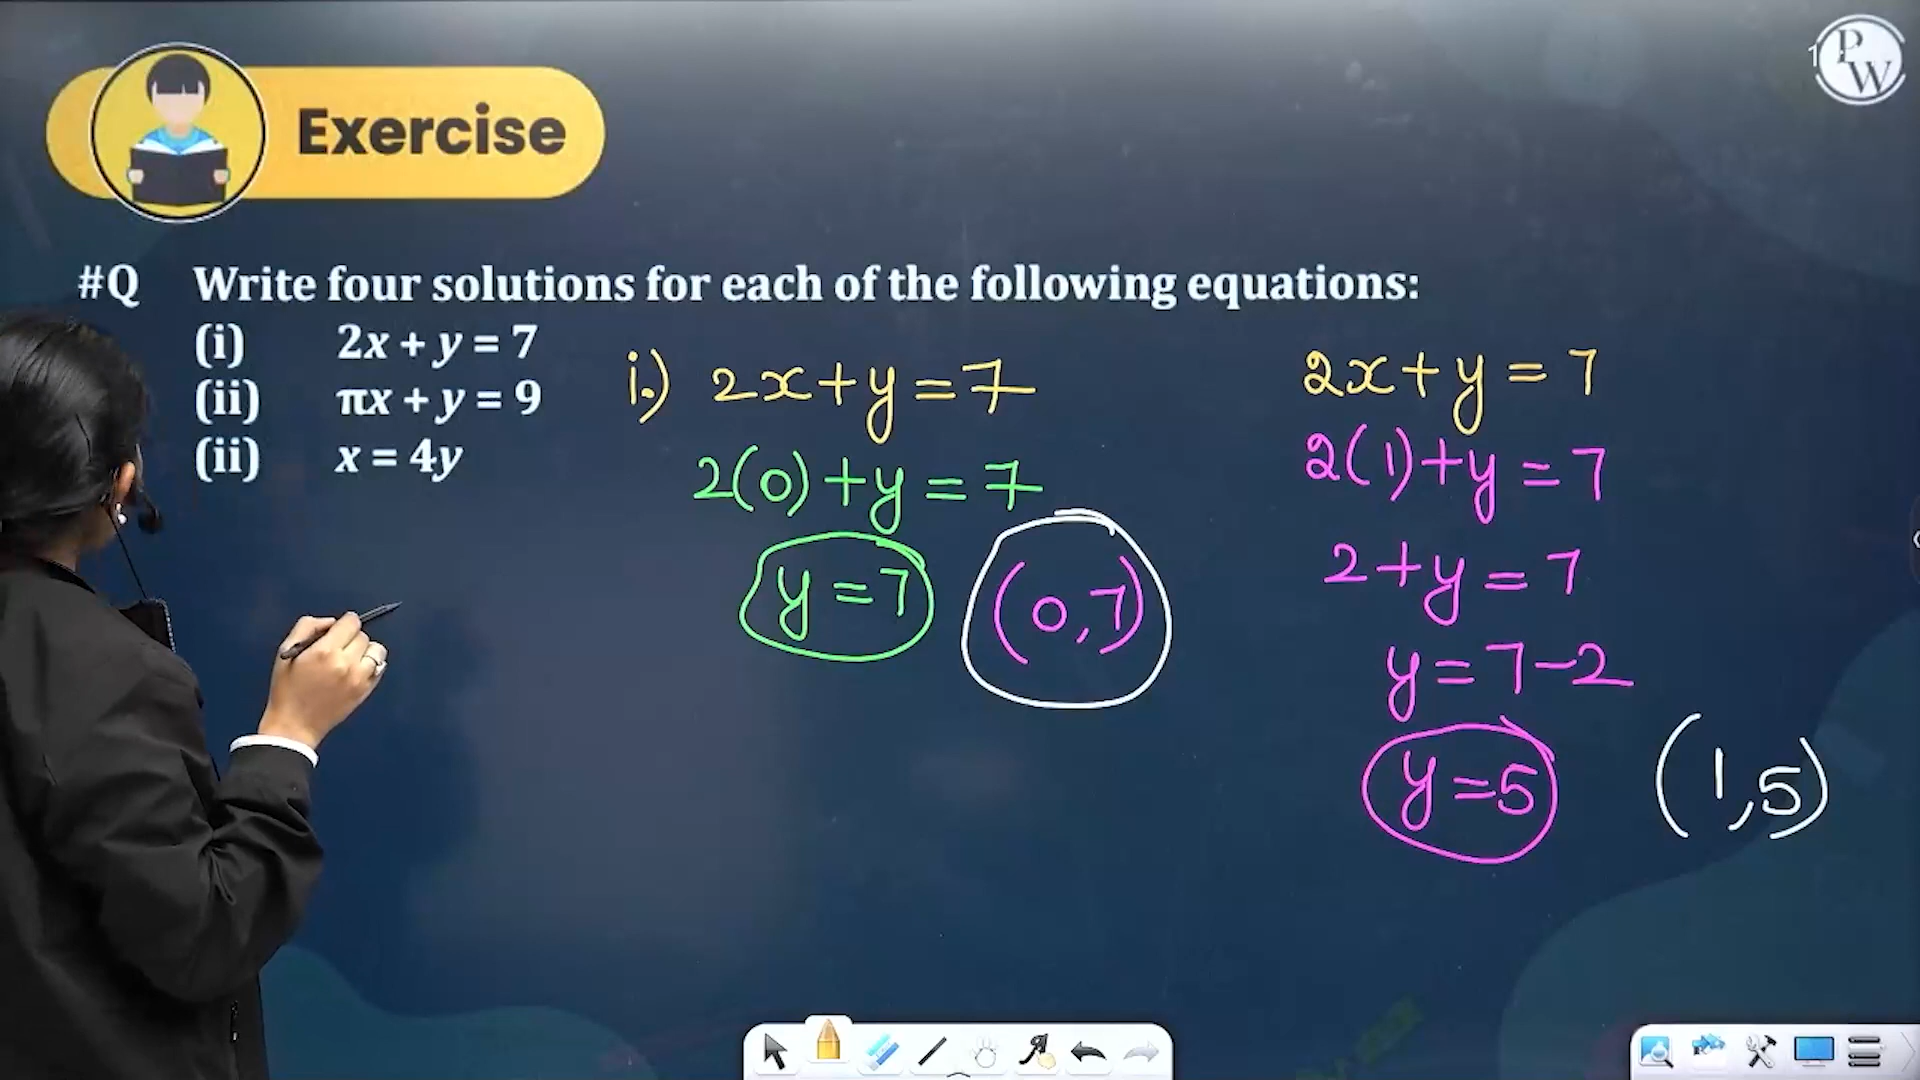 PW
Exercise
#Q Write four solutions for each of the following equations:
(i) 2x + y = 7
(ii) πx + y = 9
(ii) x = 4y
i.) 2x+y=7
2(0)+y=7
y=7 (0,7)
2x+y=7
2(1)+y=7
2+y=7
y=7-2
y=5 (1,5)